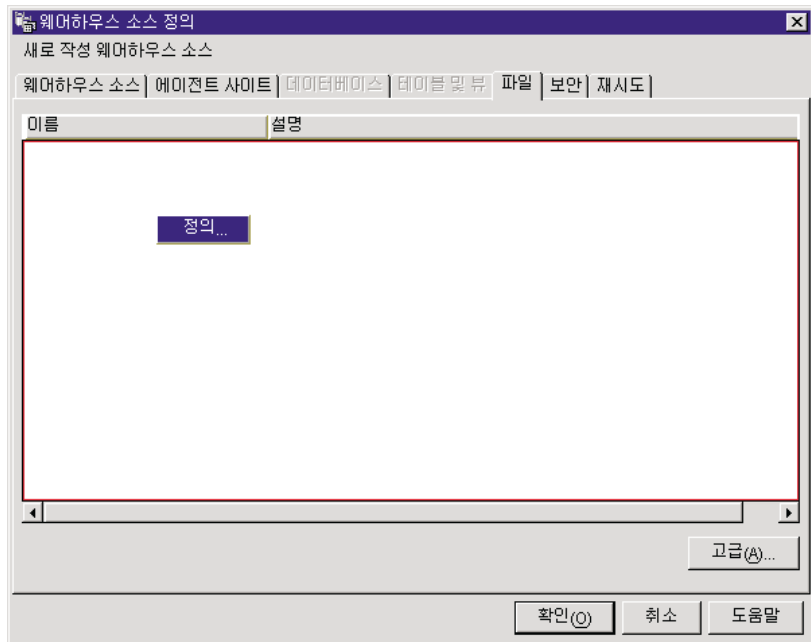 웨어하우스 소스 정의
새로 작성 웨어하우스 소스
웨어하우스 소스 에이전트 사이트 데이터베이스 테이블 및 뷰 파일 보안 재시도
이름 설명
정의...
고급(A)...
확인(O) 취소 도움말